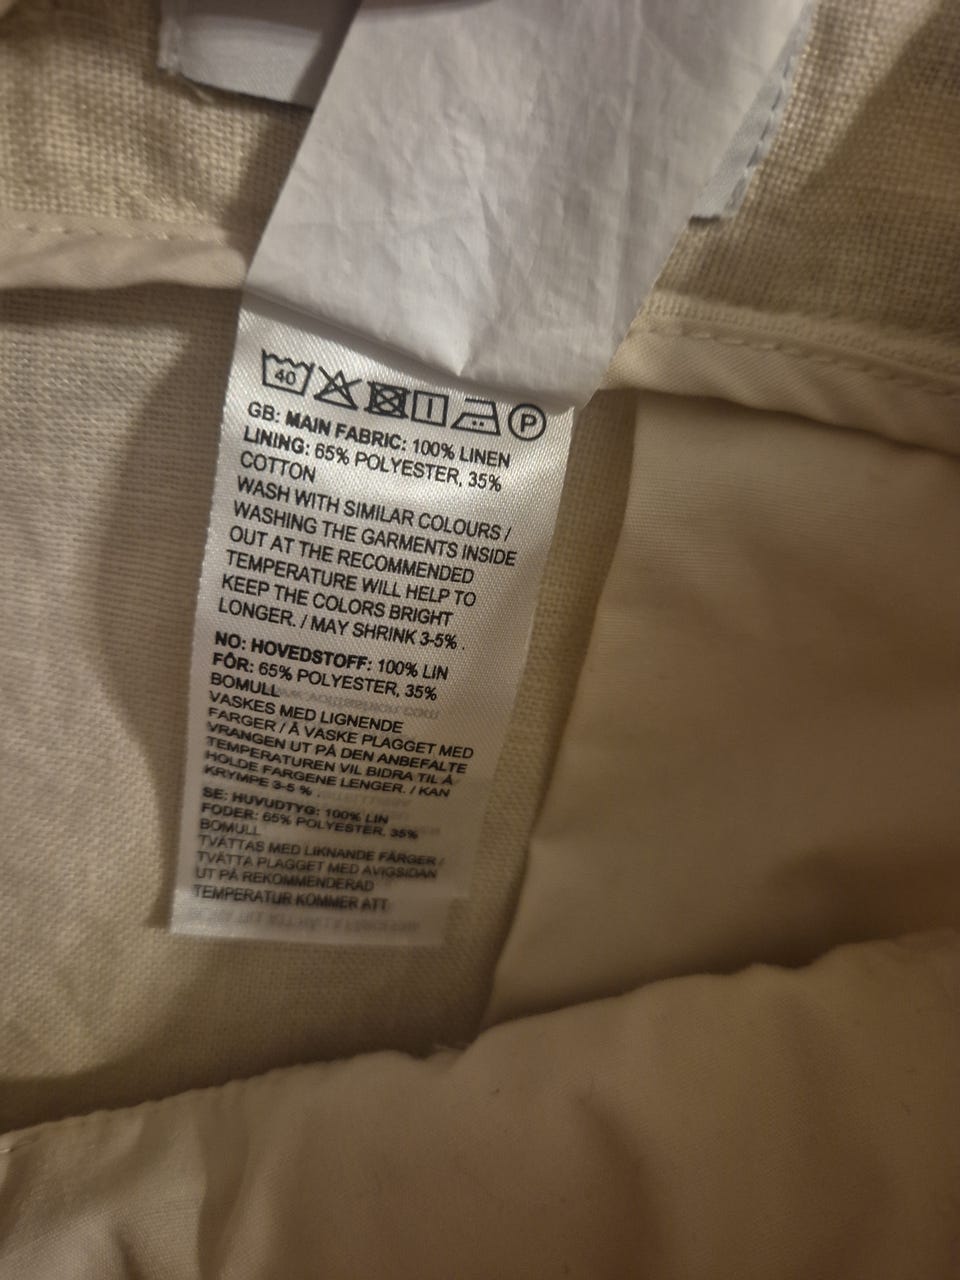 40 P
GB: MAIN FABRIC: 100% LINEN
LINING: 65% POLYESTER, 35%
COTTON
WASH WITH SIMILAR COLOURS /
WASHING THE GARMENTS INSIDE
OUT AT THE RECOMMENDED
TEMPERATURE WILL HELP TO
KEEP THE COLORS BRIGHT
LONGER. / MAY SHRINK 3-5% .
NO: HOVEDSTOFF: 100% LIN
FÔR: 65% POLYESTER, 35%
BOMULL
VASKES MED LIGNENDE
FARGER / Å VASKE PLAGGET MED
VRANGEN UT PÅ DEN ANBEFALTE
TEMPERATUREN VIL BIDRA TIL Å
HOLDE FARGENE LENGER. / KAN
KRYMPE 3-5 % .
SE: HUVUDTYG: 100% LIN
FODER: 65% POLYESTER, 35%
BOMULL
TVÄTTAS MED LIKNANDE FÄRGER /
TVÄTTA PLAGGET MED AVIGSIDAN
UT PÅ REKOMMENDERAD
TEMPERATUR KOMMER ATT